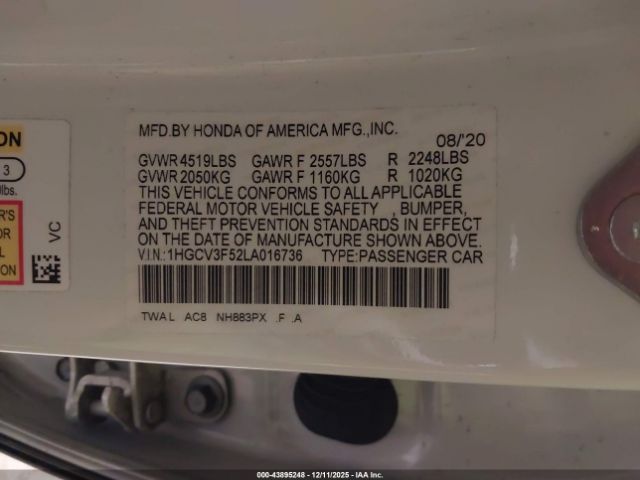 MFD.BY HONDA OF AMERICA MFG.,INC.
08/'20
GVWR 4519LBS GAWR F 2557LBS R 2248LBS
GVWR 2050KG GAWR F 1160KG R 1020KG
THIS VEHICLE CONFORMS TO ALL APPLICABLE
FEDERAL MOTOR VEHICLE SAFETY , BUMPER,
AND THEFT PREVENTION STANDARDS IN EFFECT
ON THE DATE OF MANUFACTURE SHOWN ABOVE.
V.I.N.:1HGCV3F52LA016736 TYPE:PASSENGER CAR
TWA L AC8 NH883PX .F .A
ON
3
lbs.
R'S
OR
L
ON
VC
000-43895248 - 12/11/2025 - IAA Inc.